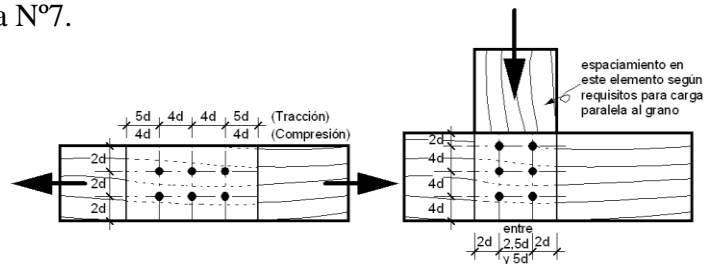 a Nº7.
5d 4d 4d 5d (Tracción)
4d 4d (Compresión)
2d
2d
2d
espaciamiento en
este elemento según
requisitos para carga
paralela al grano
2d
4d
4d
4d
entre
2d 2,5d 2d
y 5d